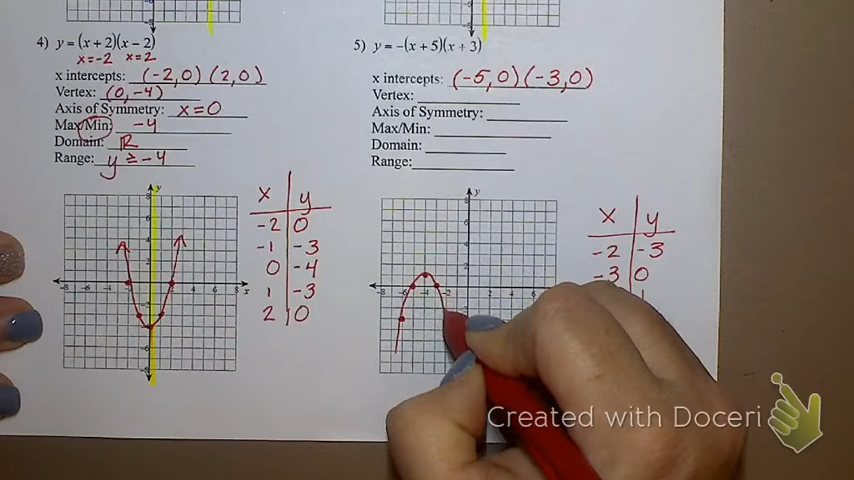 4) y = (x + 2)(x − 2)
x=-2 x=2
x intercepts: (-2,0) (2,0)
Vertex: (0,-4)
Axis of Symmetry: x=0
Max/Min: -4
Domain: ℝ
Range: y ≥ -4
x y
-2 0
-1 -3
0 -4
1 -3
2 0
5) y = −(x + 5)(x + 3)
x intercepts: (-5,0) (-3,0)
Vertex:
Axis of Symmetry:
Max/Min:
Domain:
Range:
x y
-2 -3
-3 0
Created with Doceri